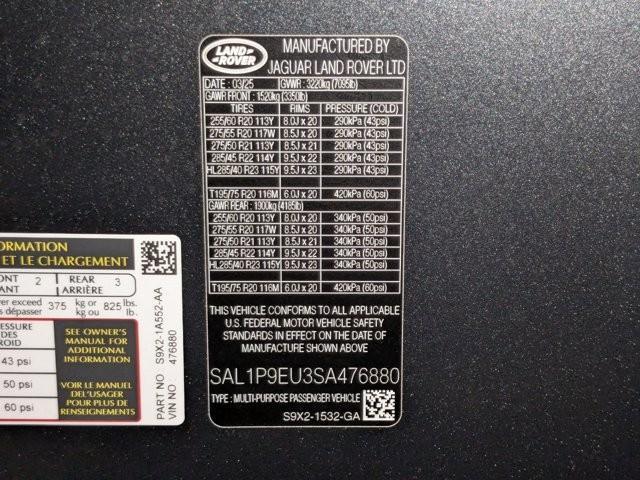 LAND
ROVER
MANUFACTURED BY
JAGUAR LAND ROVER LTD
DATE : 03/25 GVWR : 3220kg (7095lb)
GAWR FRONT : 1520kg (3350lb)
TIRES RIMS PRESSURE (COLD)
255/60 R20 113Y 8.0J x 20 290kPa (43psi)
275/55 R20 117W 8.5J x 20 290kPa (43psi)
275/50 R21 113Y 8.5J x 21 290kPa (43psi)
285/45 R22 114Y 9.5J x 22 290kPa (43psi)
HL285/40 R23 115Y 9.5J x 23 290kPa (43psi)
T195/75 R20 116M 6.0J x 20 420kPa (60psi)
GAWR REAR : 1900kg (4185lb)
255/60 R20 113Y 8.0J x 20 340kPa (50psi)
275/55 R20 117W 8.5J x 20 340kPa (50psi)
275/50 R21 113Y 8.5J x 21 340kPa (50psi)
285/45 R22 114Y 9.5J x 22 340kPa (50psi)
HL285/40 R23 115Y 9.5J x 23 340kPa (50psi)
T195/75 R20 116M 6.0J x 20 420kPa (60psi)
THIS VEHICLE CONFORMS TO ALL APPLICABLE
U.S. FEDERAL MOTOR VEHICLE SAFETY
STANDARDS IN EFFECT ON THE DATE OF
MANUFACTURE SHOWN ABOVE.
SAL1P9EU3SA476880
TYPE : MULTI-PURPOSE PASSENGER VEHICLE
S9X2-1532-GA
ORMATION
ET LE CHARGEMENT
ONT 2 REAR 3
ANT ARRIÈRE
ver exceed 375 kg or 825 lbs.
s dépasser kg ou lb.
ESSURE
DES
ROID
43 psi
50 psi
60 psi
SEE OWNER'S
MANUAL FOR
ADDITIONAL
INFORMATION
VOIR LE MANUEL
DE L'USAGER
POUR PLUS DE
RENSEIGNEMENTS
PART NO S9X2-1A552-AA
VIN NO 476880